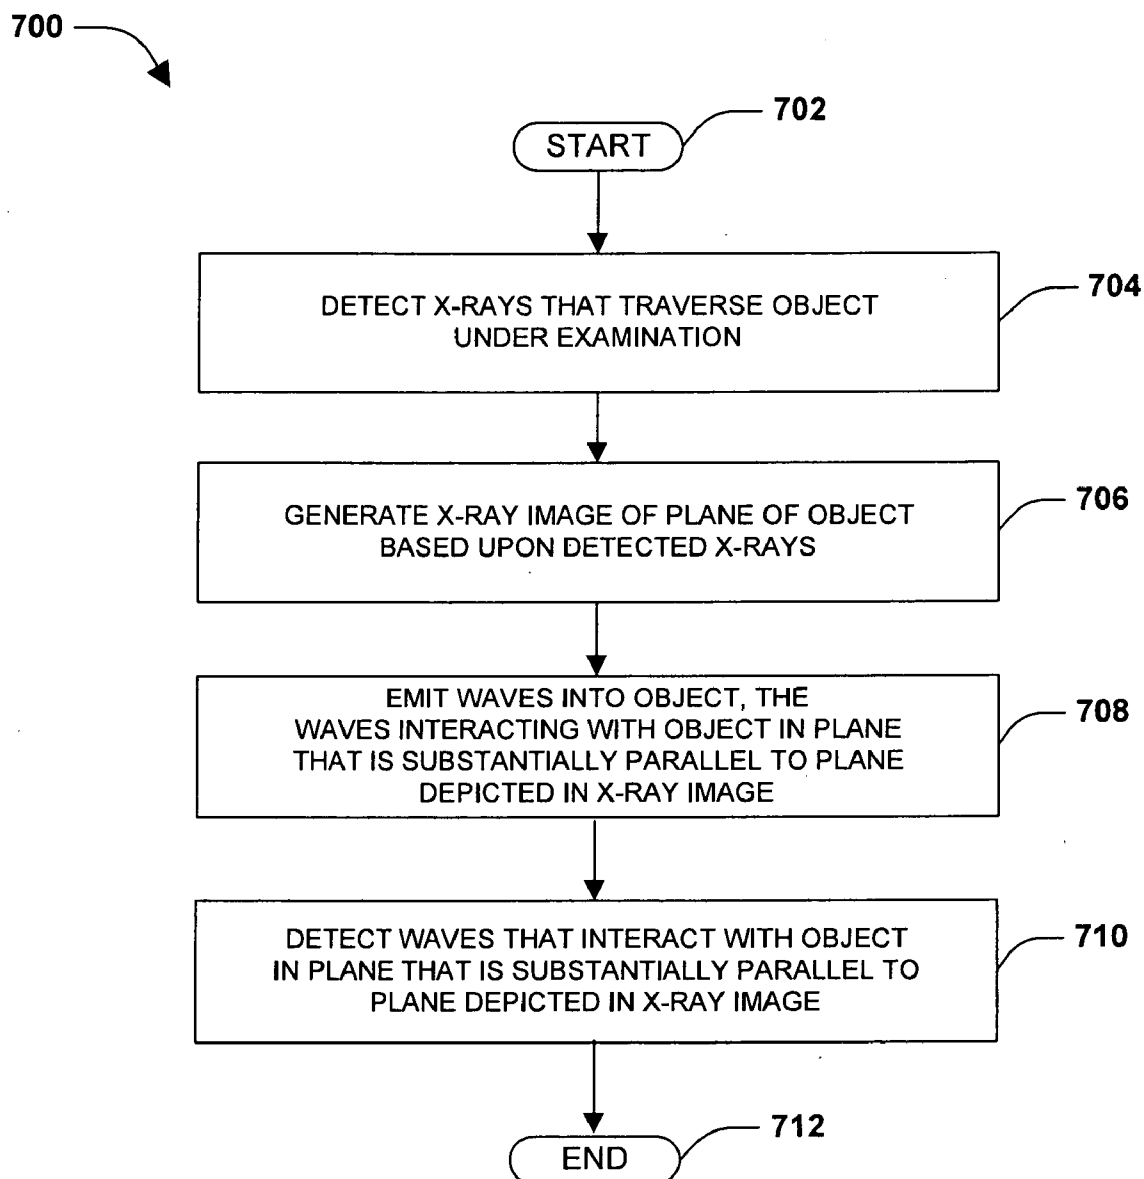 700
702
START
704
DETECT X-RAYS THAT TRAVERSE OBJECT
UNDER EXAMINATION
706
GENERATE X-RAY IMAGE OF PLANE OF OBJECT
BASED UPON DETECTED X-RAYS
708
EMIT WAVES INTO OBJECT, THE
WAVES INTERACTING WITH OBJECT IN PLANE
THAT IS SUBSTANTIALLY PARALLEL TO PLANE
DEPICTED IN X-RAY IMAGE
710
DETECT WAVES THAT INTERACT WITH OBJECT
IN PLANE THAT IS SUBSTANTIALLY PARALLEL TO
PLANE DEPICTED IN X-RAY IMAGE
712
END